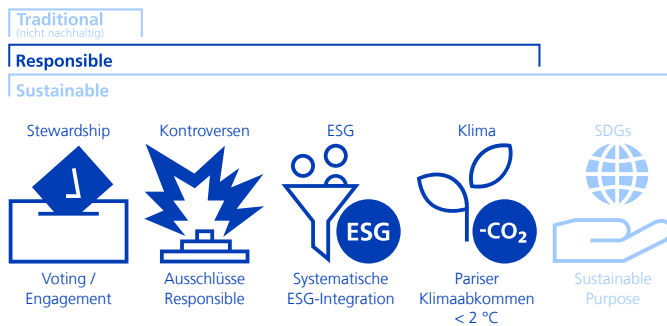 Traditional
(nicht nachhaltig)
Responsible
Sustainable
Stewardship
Kontroversen
ESG
Klima
SDGs
ESG
-CO₂
Voting /
Engagement
Ausschlüsse
Responsible
Systematische
ESG-Integration
Pariser
Klimaabkommen
< 2 °C
Sustainable
Purpose